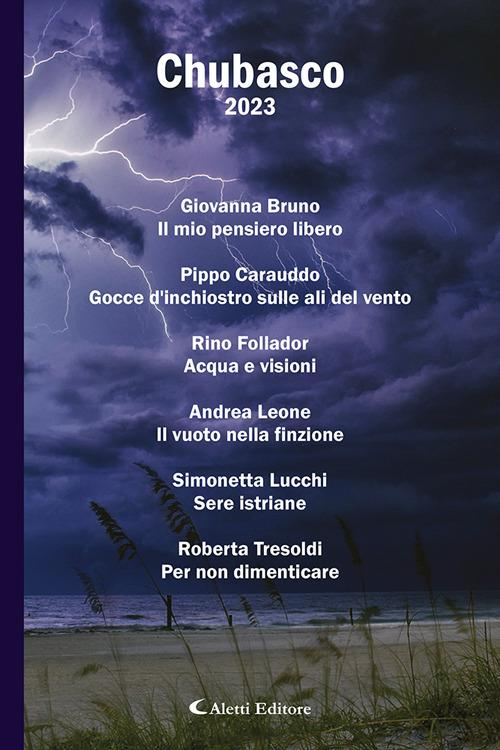 Chubasco
2023
Giovanna Bruno
Il mio pensiero libero
Pippo Carauddo
Gocce d'inchiostro sulle ali del vento
Rino Follador
Acqua e visioni
Andrea Leone
Il vuoto nella finzione
Simonetta Lucchi
Sere istriane
Roberta Tresoldi
Per non dimenticare
Aletti Editore